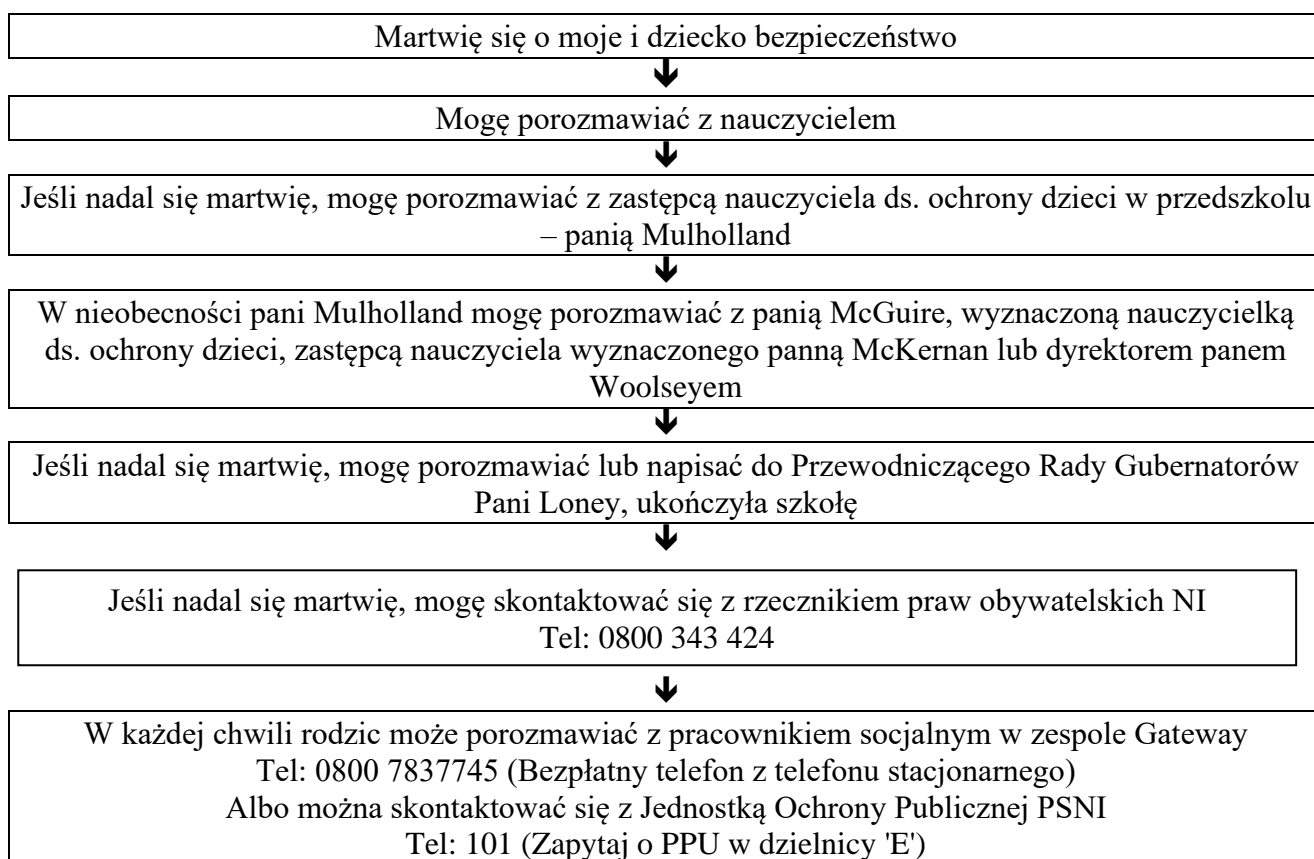 Martwię się o moje i dziecko bezpieczeństwo
Mogę porozmawiać z nauczycielem
Jeśli nadal się martwię, mogę porozmawiać z zastępcą nauczyciela ds. ochrony dzieci w przedszkolu
– panią Mulholland
W nieobecności pani Mulholland mogę porozmawiać z panią McGuire, wyznaczoną nauczycielką
ds. ochrony dzieci, zastępcą nauczyciela wyznaczonego panną McKernan lub dyrektorem panem
Woolseyem
Jeśli nadal się martwię, mogę porozmawiać lub napisać do Przewodniczącego Rady Gubernatorów
Pani Loney, ukończyła szkołę
Jeśli nadal się martwię, mogę skontaktować się z rzecznikiem praw obywatelskich NI
Tel: 0800 343 424
W każdej chwili rodzic może porozmawiać z pracownikiem socjalnym w zespole Gateway
Tel: 0800 7837745 (Bezpłatny telefon z telefonu stacjonarnego)
Albo można skontaktować się z Jednostką Ochrony Publicznej PSNI
Tel: 101 (Zapytaj o PPU w dzielnicy 'E')